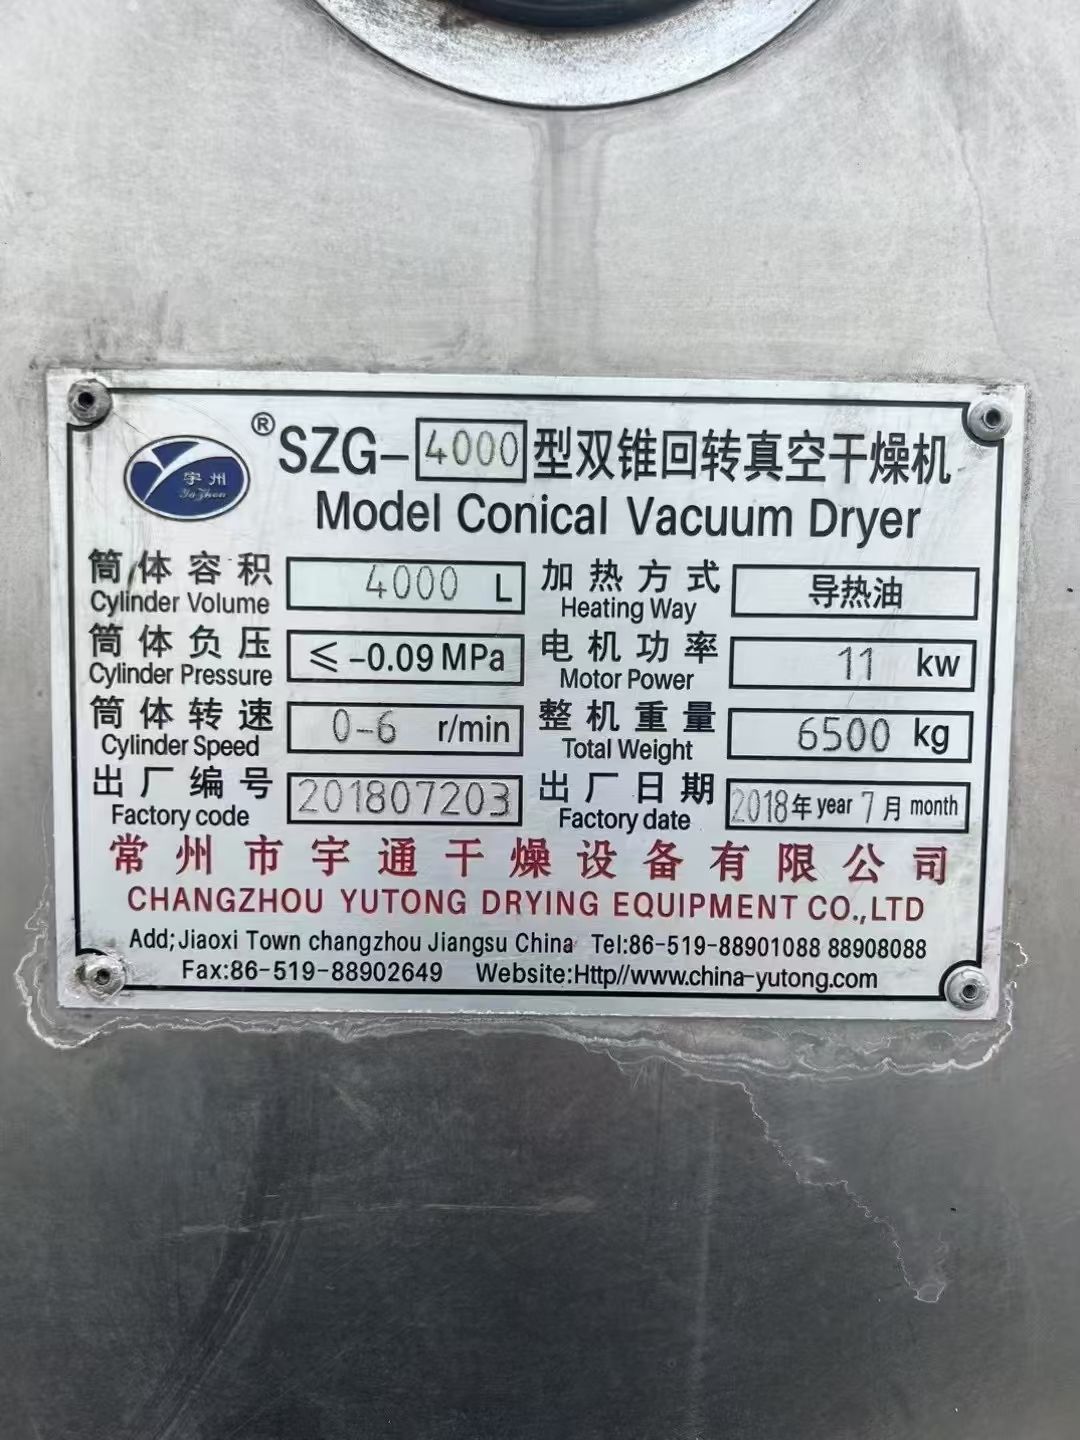 ®SZG-4000型双锥回转真空干燥机
宇州
YuZhou
Model Conical Vacuum Dryer
筒体容积 4000 L 加热方式 导热油
Cylinder Volume Heating Way
筒体负压 ≤-0.09MPa 电机功率 11 kw
Cylinder Pressure Motor Power
筒体转速 0-6 r/min 整机重量 6500 kg
Cylinder Speed Total Weight
出厂编号 201807203 出厂日期 2018年year 7月month
Factory code Factory date
常州市宇通干燥设备有限公司
CHANGZHOU YUTONG DRYING EQUIPMENT CO.,LTD
Add;Jiaoxi Town changzhou Jiangsu China Tel:86-519-88901088 88908088
Fax:86-519-88902649 Website:Http//www.china-yutong.com